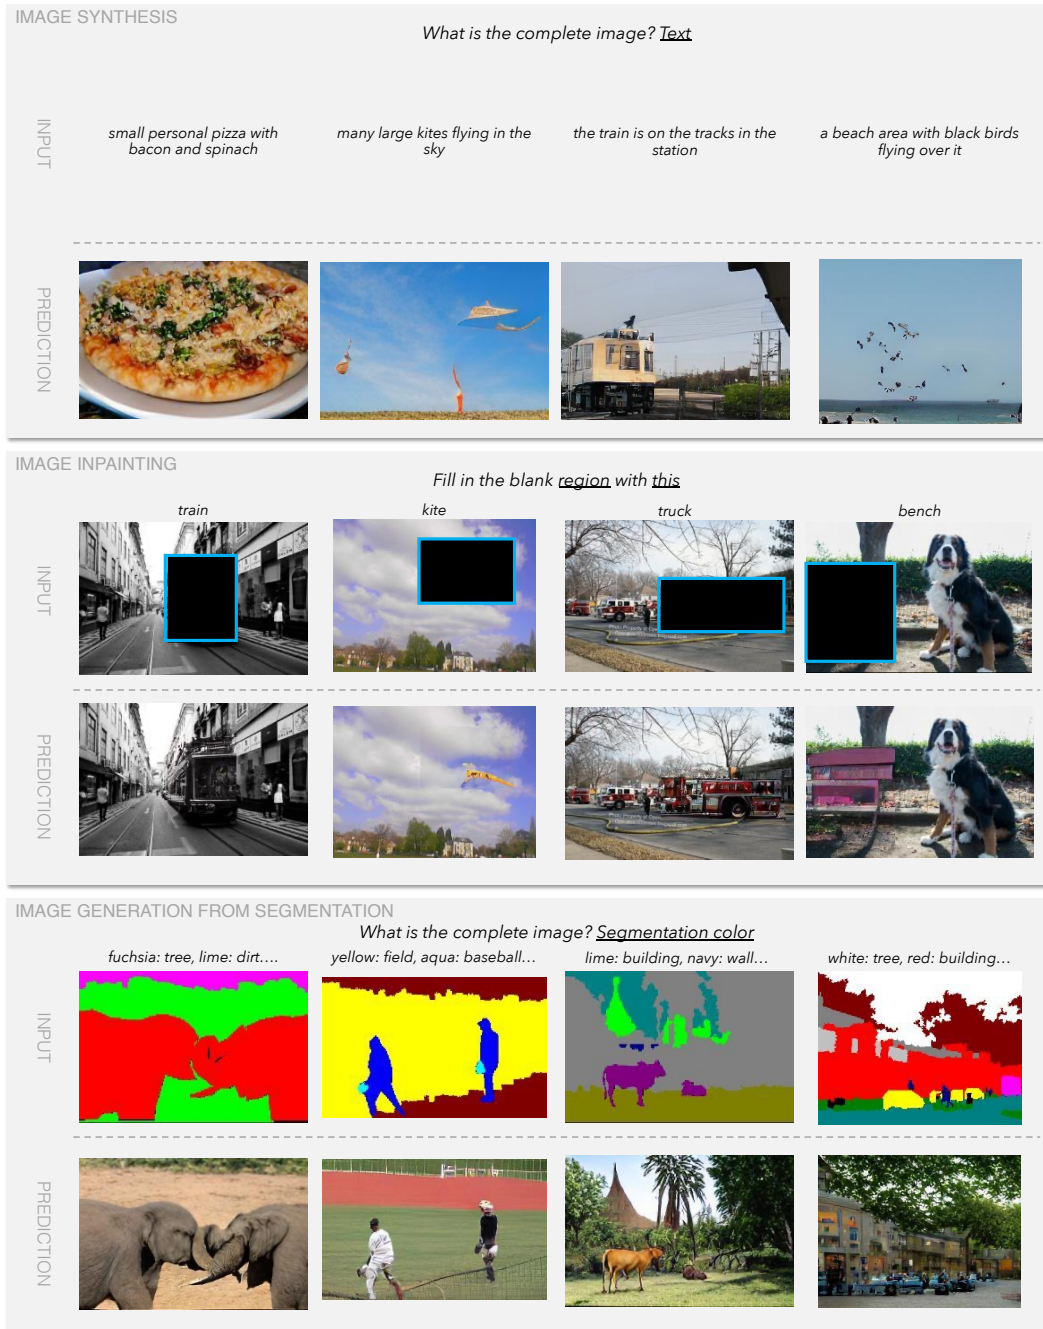 IMAGE SYNTHESIS
What is the complete image? Text
INPUT
small personal pizza with
bacon and spinach
many large kites flying in the
sky
the train is on the tracks in the
station
a beach area with black birds
flying over it
PREDICTION
IMAGE INPAINTING
Fill in the blank region with this
INPUT
train
kite
truck
bench
PREDICTION
IMAGE GENERATION FROM SEGMENTATION
What is the complete image? Segmentation color
INPUT
fuchsia: tree, lime: dirt....
yellow: field, aqua: baseball...
lime: building, navy: wall...
white: tree, red: building...
PREDICTION